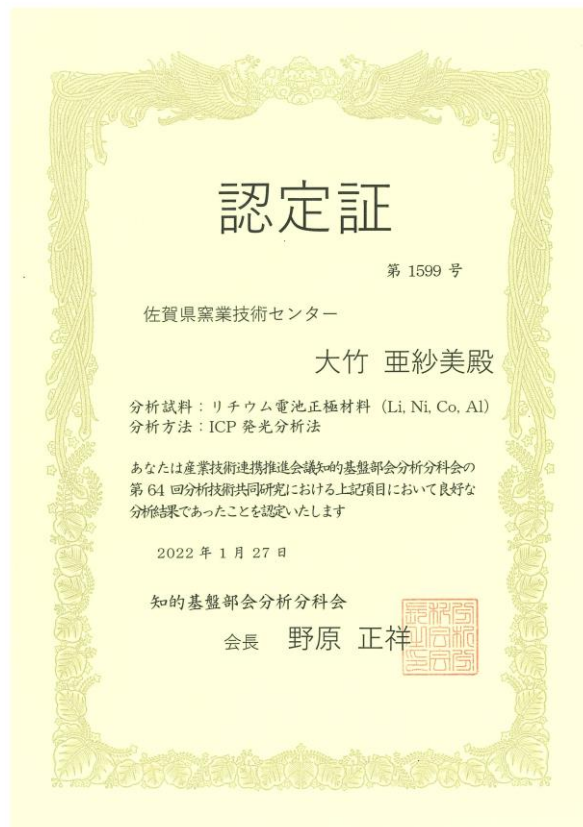 認定証
第 1599 号
佐賀県窯業技術センター
大竹 亜紗美殿
分析試料：リチウム電池正極材料 (Li, Ni, Co, Al)
分析方法：ICP 発光分析法
あなたは産業技術連携推進会議知的基盤部会分析分科会の
第 64 回分析技術共同研究における上記項目において良好な
分析結果であったことを認定いたします
2022 年 1 月 27 日
知的基盤部会分析分科会
会長 野原 正祥